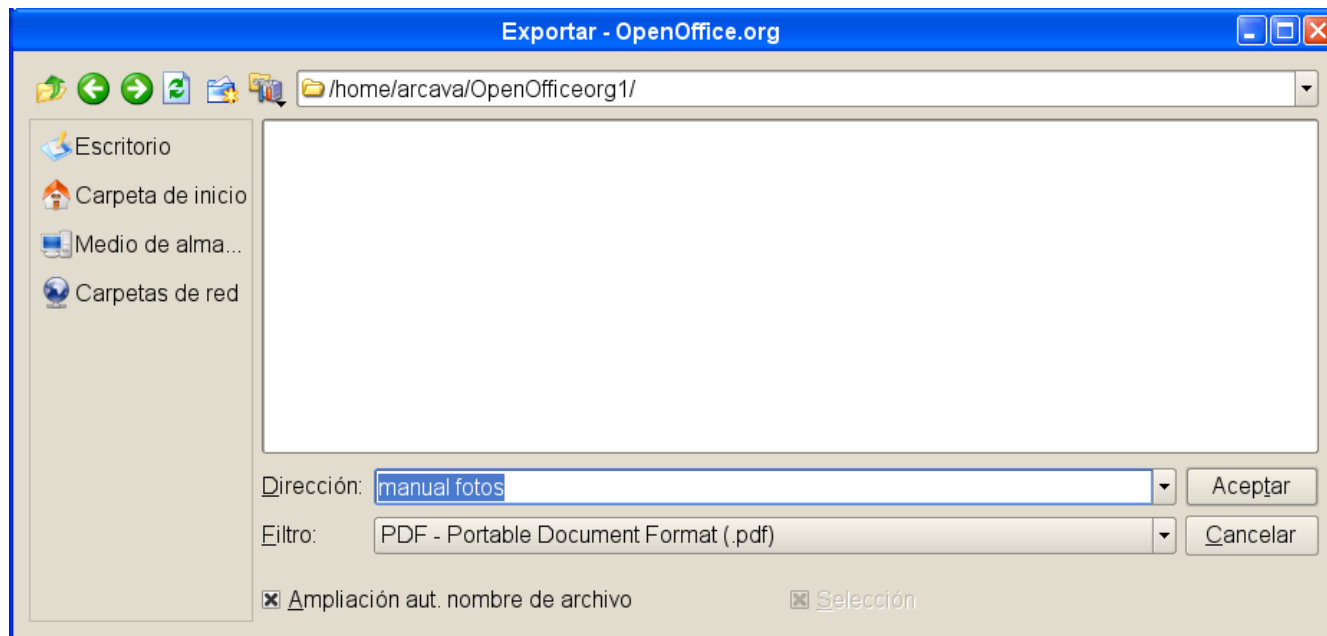 Exportar - OpenOffice.org
/home/arcava/OpenOfficeorg1/
Escritorio
Carpeta de inicio
Medio de alma...
Carpetas de red
Dirección: manual fotos Aceptar
Filtro: PDF - Portable Document Format (.pdf) Cancelar
Ampliación aut. nombre de archivo Selección